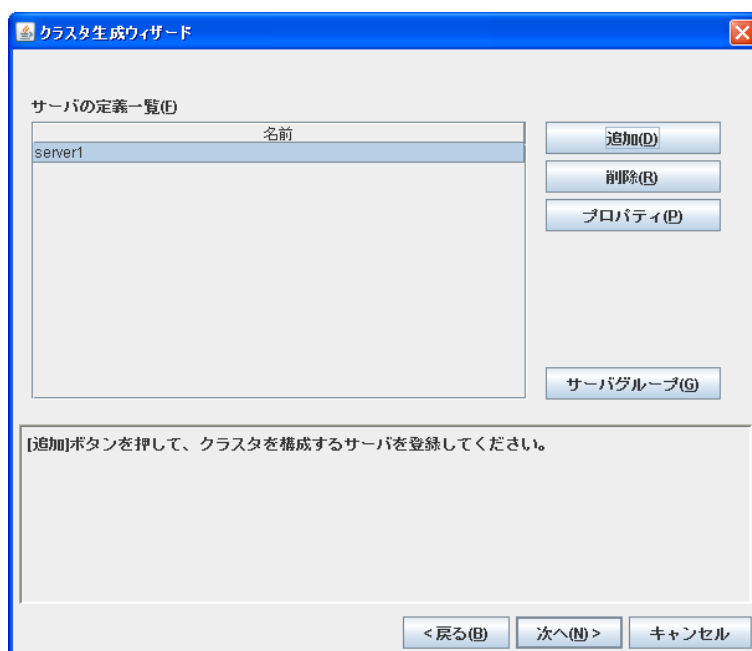 クラスタ生成ウィザード
サーバの定義一覧(F)
名前
server1
追加(D)
削除(R)
プロパティ(P)
サーバグループ(G)
[追加]ボタンを押して、クラスタを構成するサーバを登録してください。
<戻る(B)
次へ(N)>
キャンセル